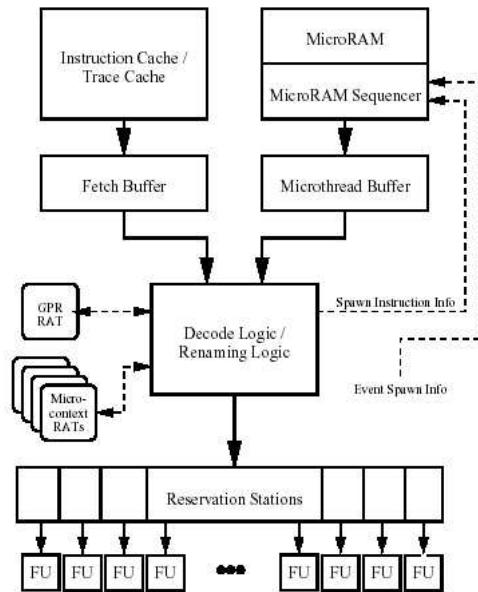 Instruction Cache /
Trace Cache
MicroRAM
MicroRAM Sequencer
Fetch Buffer
Microthread Buffer
GPR
RAT
Decode Logic /
Renaming Logic
Spawn Instruction Info
Micro-
context
RATs
Event Spawn Info
Reservation Stations
FU FU FU FU FU FU FU FU